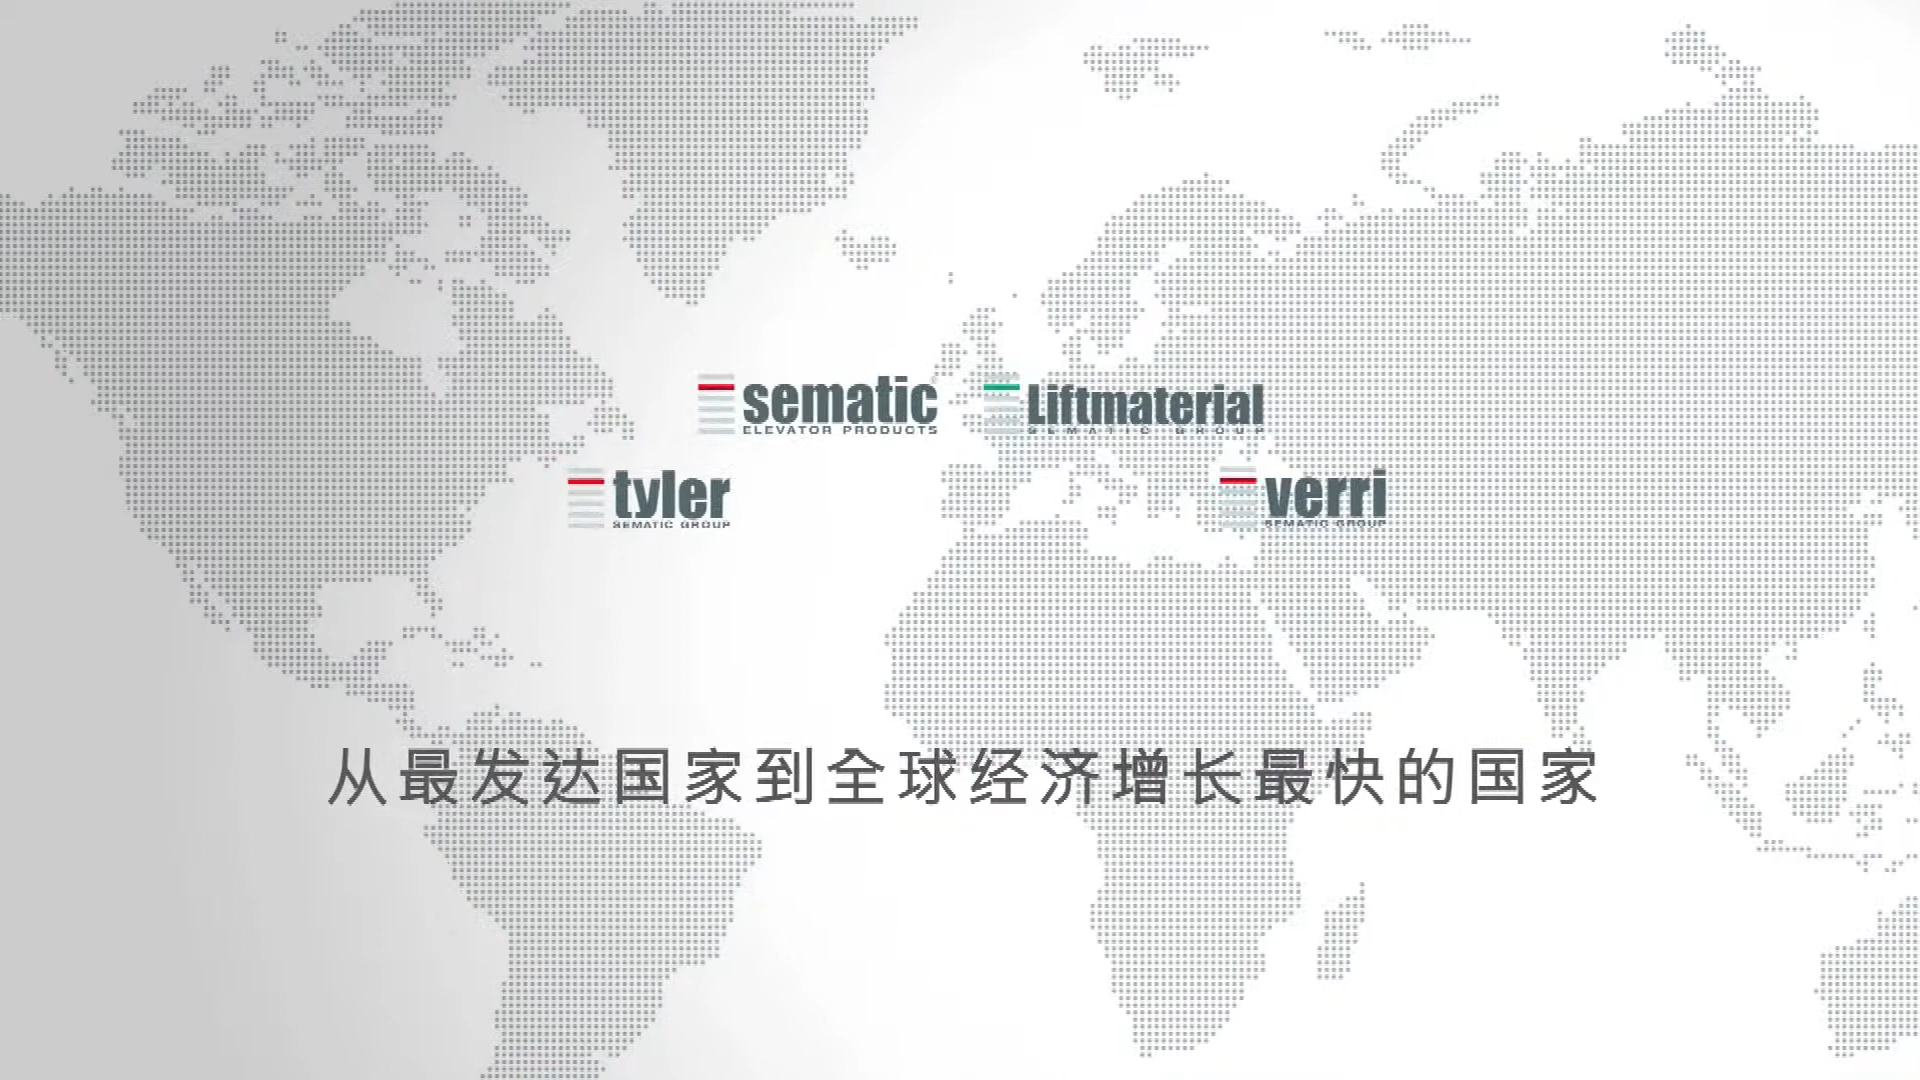 sematic
ELEVATOR PRODUCTS
Liftmaterial
SEMATIC GROUP
tyler
SEMATIC GROUP
verri
SEMATIC GROUP
从最发达国家到全球经济增长最快的国家